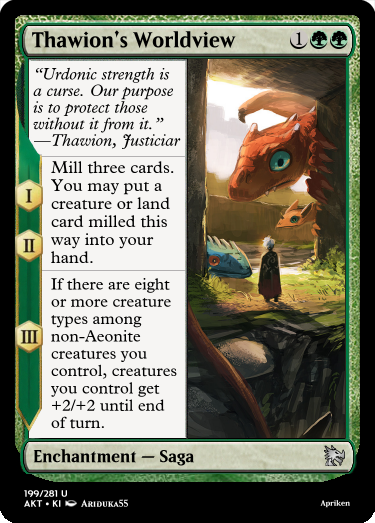 Thawion's Worldview 1
“Urdonic strength is
a curse. Our purpose
is to protect those
without it from it.”
—Thawion, Justiciar
I
Mill three cards.
You may put a
creature or land
card milled this
way into your
hand.
II
III
If there are eight
or more creature
types among
non-Aeonite
creatures you
control, creatures
you control get
+2/+2 until end
of turn.
Enchantment — Saga
199/281 U
AKT • KI Ariduka55
Apriken